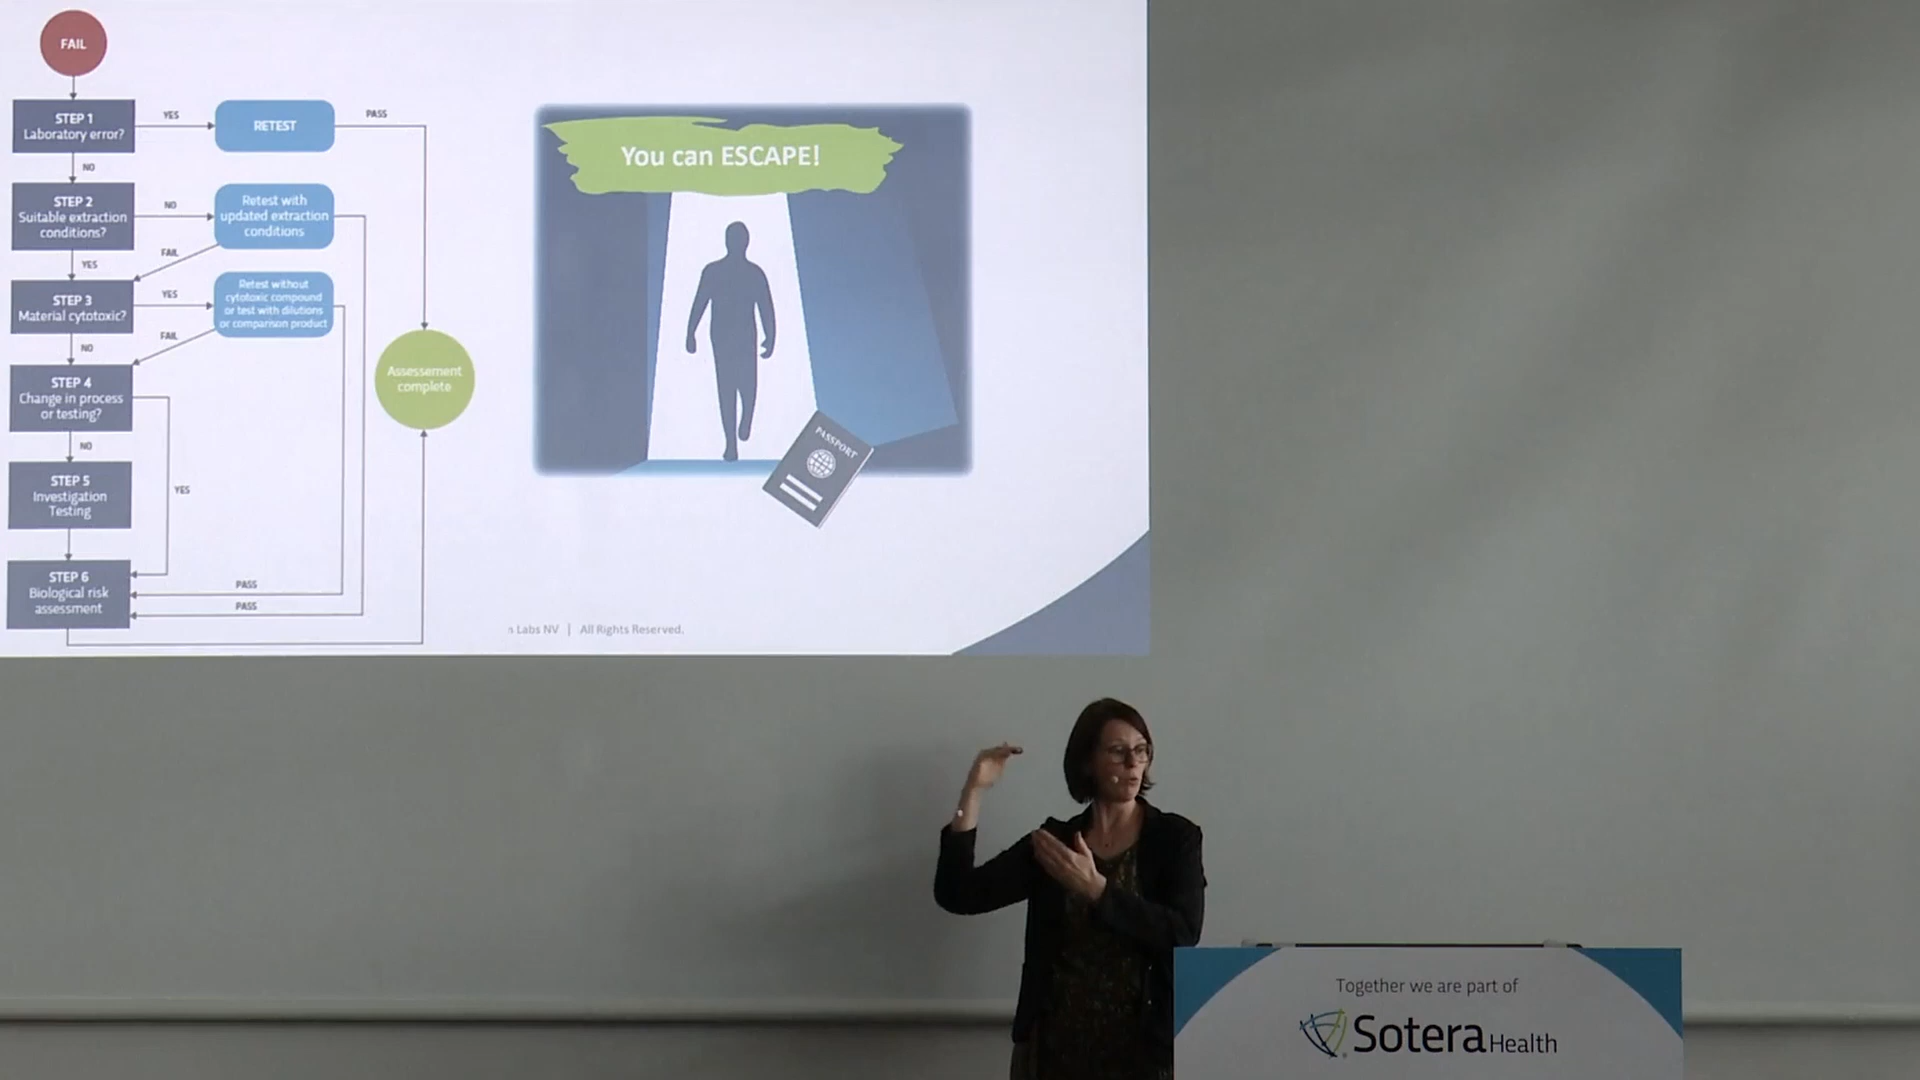 FAIL
STEP 1
Laboratory error?
YES
RETEST
PASS
NO
STEP 2
Suitable extraction
conditions?
NO
Retest with
updated extraction
conditions
FAIL
YES
STEP 3
Material cytotoxic?
YES
Retest without
cytotoxic compound
or test with dilutions
or comparison product
FAIL
NO
STEP 4
Change in process
or testing?
NO
YES
STEP 5
Investigation
Testing
STEP 6
Biological risk
assessment
PASS
PASS
Assessement
complete
You can ESCAPE!
PASSPORT
Labs NV | All Rights Reserved.
Together we are part of
Sotera Health